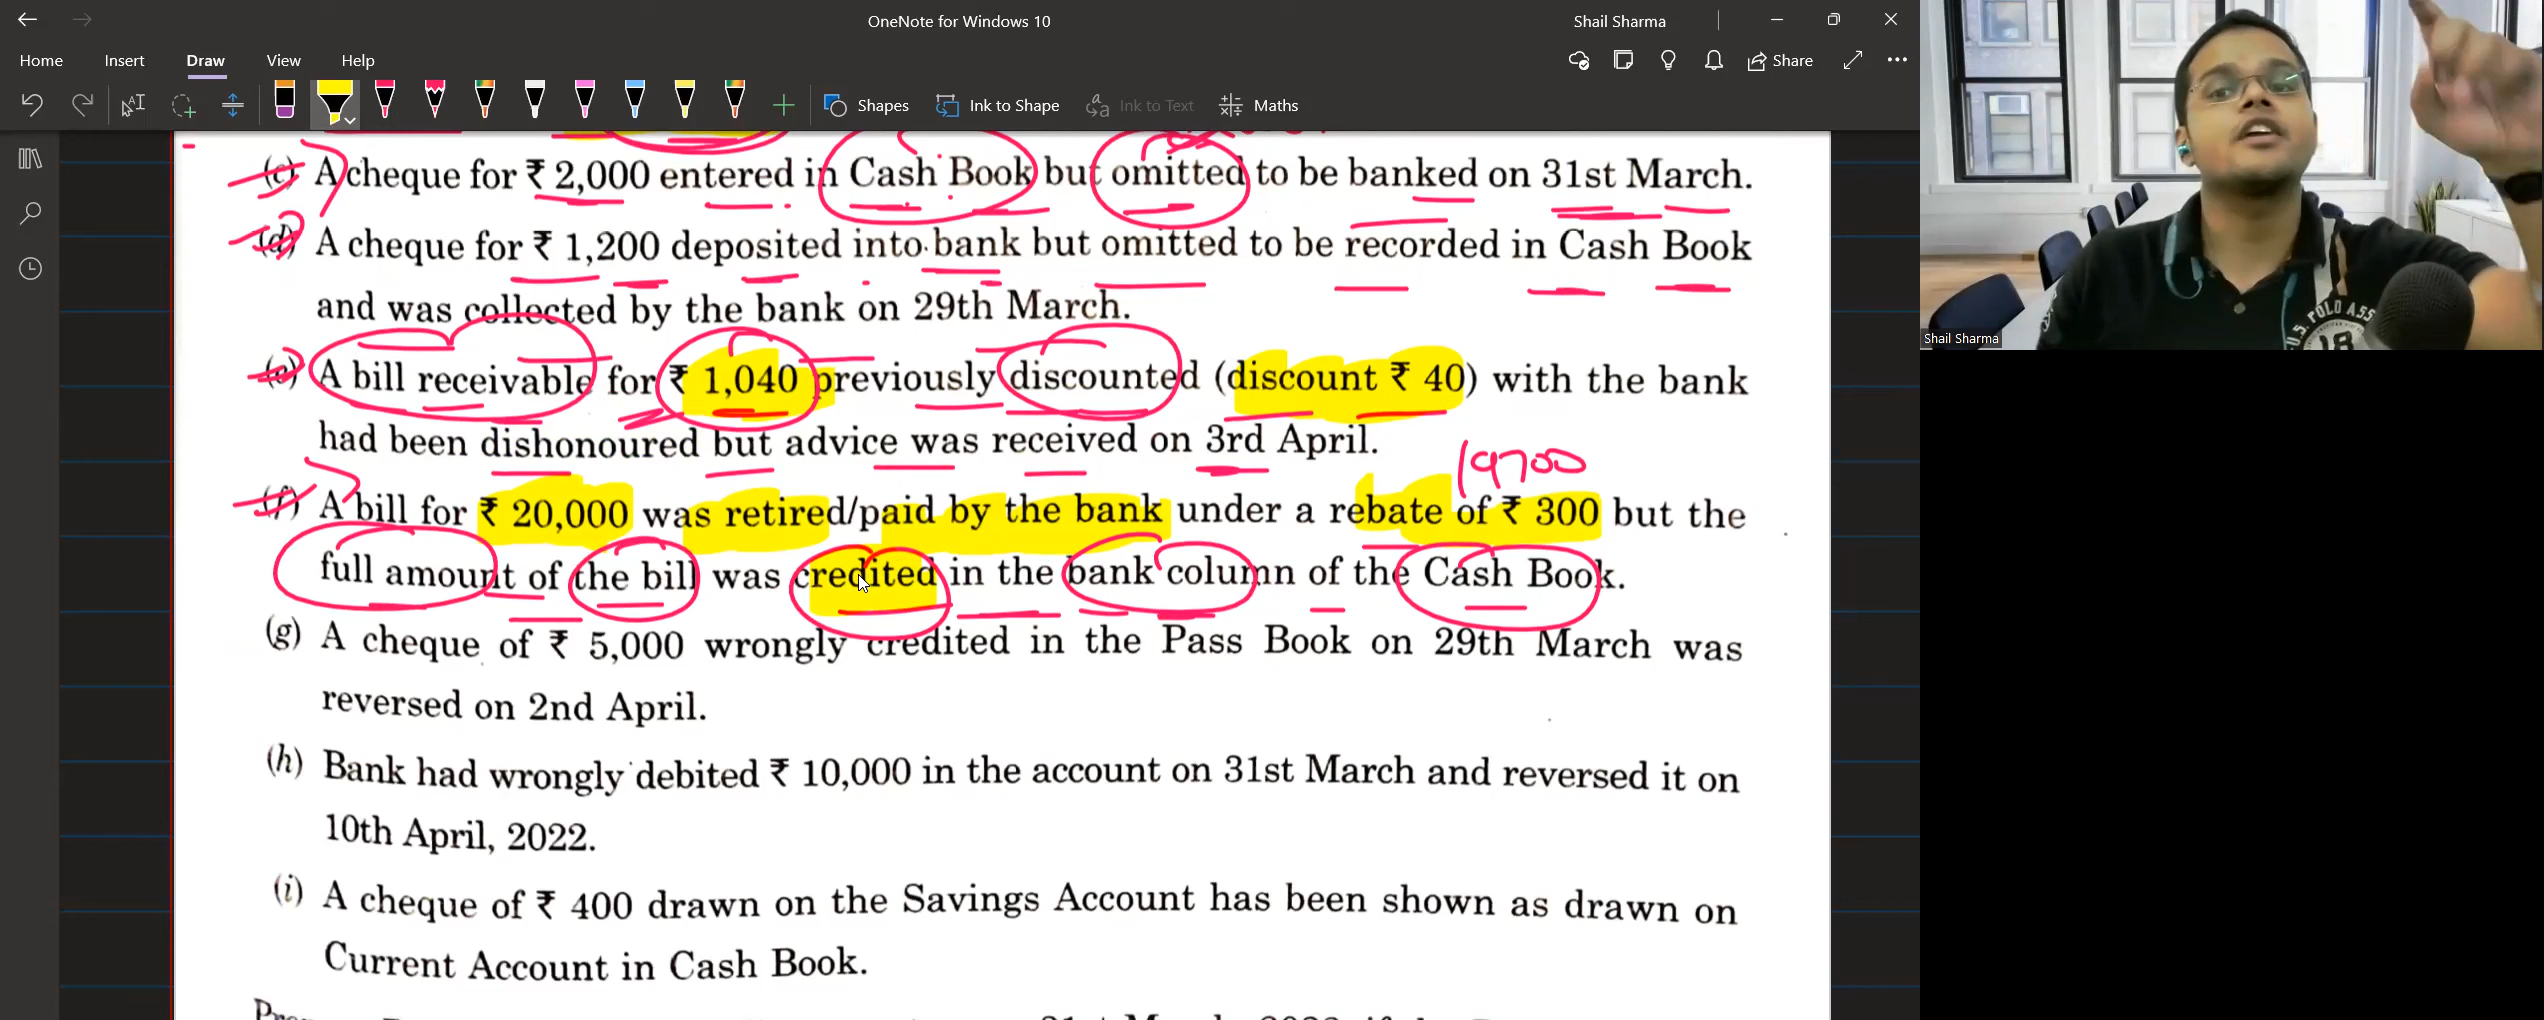 OneNote for Windows 10
Shail Sharma
Home Insert Draw View Help
Share
Shapes Ink to Shape Ink to Text Maths
(c) A cheque for ₹ 2,000 entered in Cash Book but omitted to be banked on 31st March.
(d) A cheque for ₹ 1,200 deposited into bank but omitted to be recorded in Cash Book
and was collected by the bank on 29th March.
(e) A bill receivable for ₹ 1,040 previously discounted (discount ₹ 40) with the bank
had been dishonoured but advice was received on 3rd April.
19700
(f) A bill for ₹ 20,000 was retired/paid by the bank under a rebate of ₹ 300 but the
full amount of the bill was credited in the bank column of the Cash Book.
(g) A cheque of ₹ 5,000 wrongly credited in the Pass Book on 29th March was
reversed on 2nd April.
(h) Bank had wrongly debited ₹ 10,000 in the account on 31st March and reversed it on
10th April, 2022.
(i) A cheque of ₹ 400 drawn on the Savings Account has been shown as drawn on
Current Account in Cash Book.
U.S. POLO ASS
18
Shail Sharma